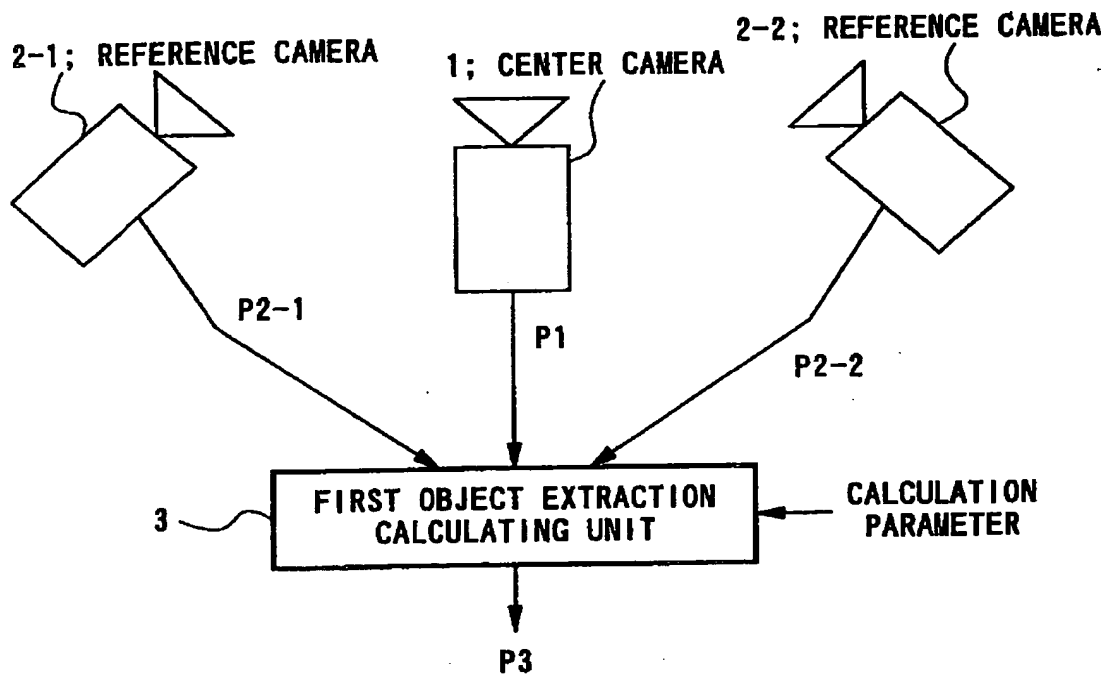 2-1; REFERENCE CAMERA
1; CENTER CAMERA
2-2; REFERENCE CAMERA
P2-1
P1
P2-2
3
FIRST OBJECT EXTRACTION
CALCULATING UNIT
CALCULATION
PARAMETER
P3